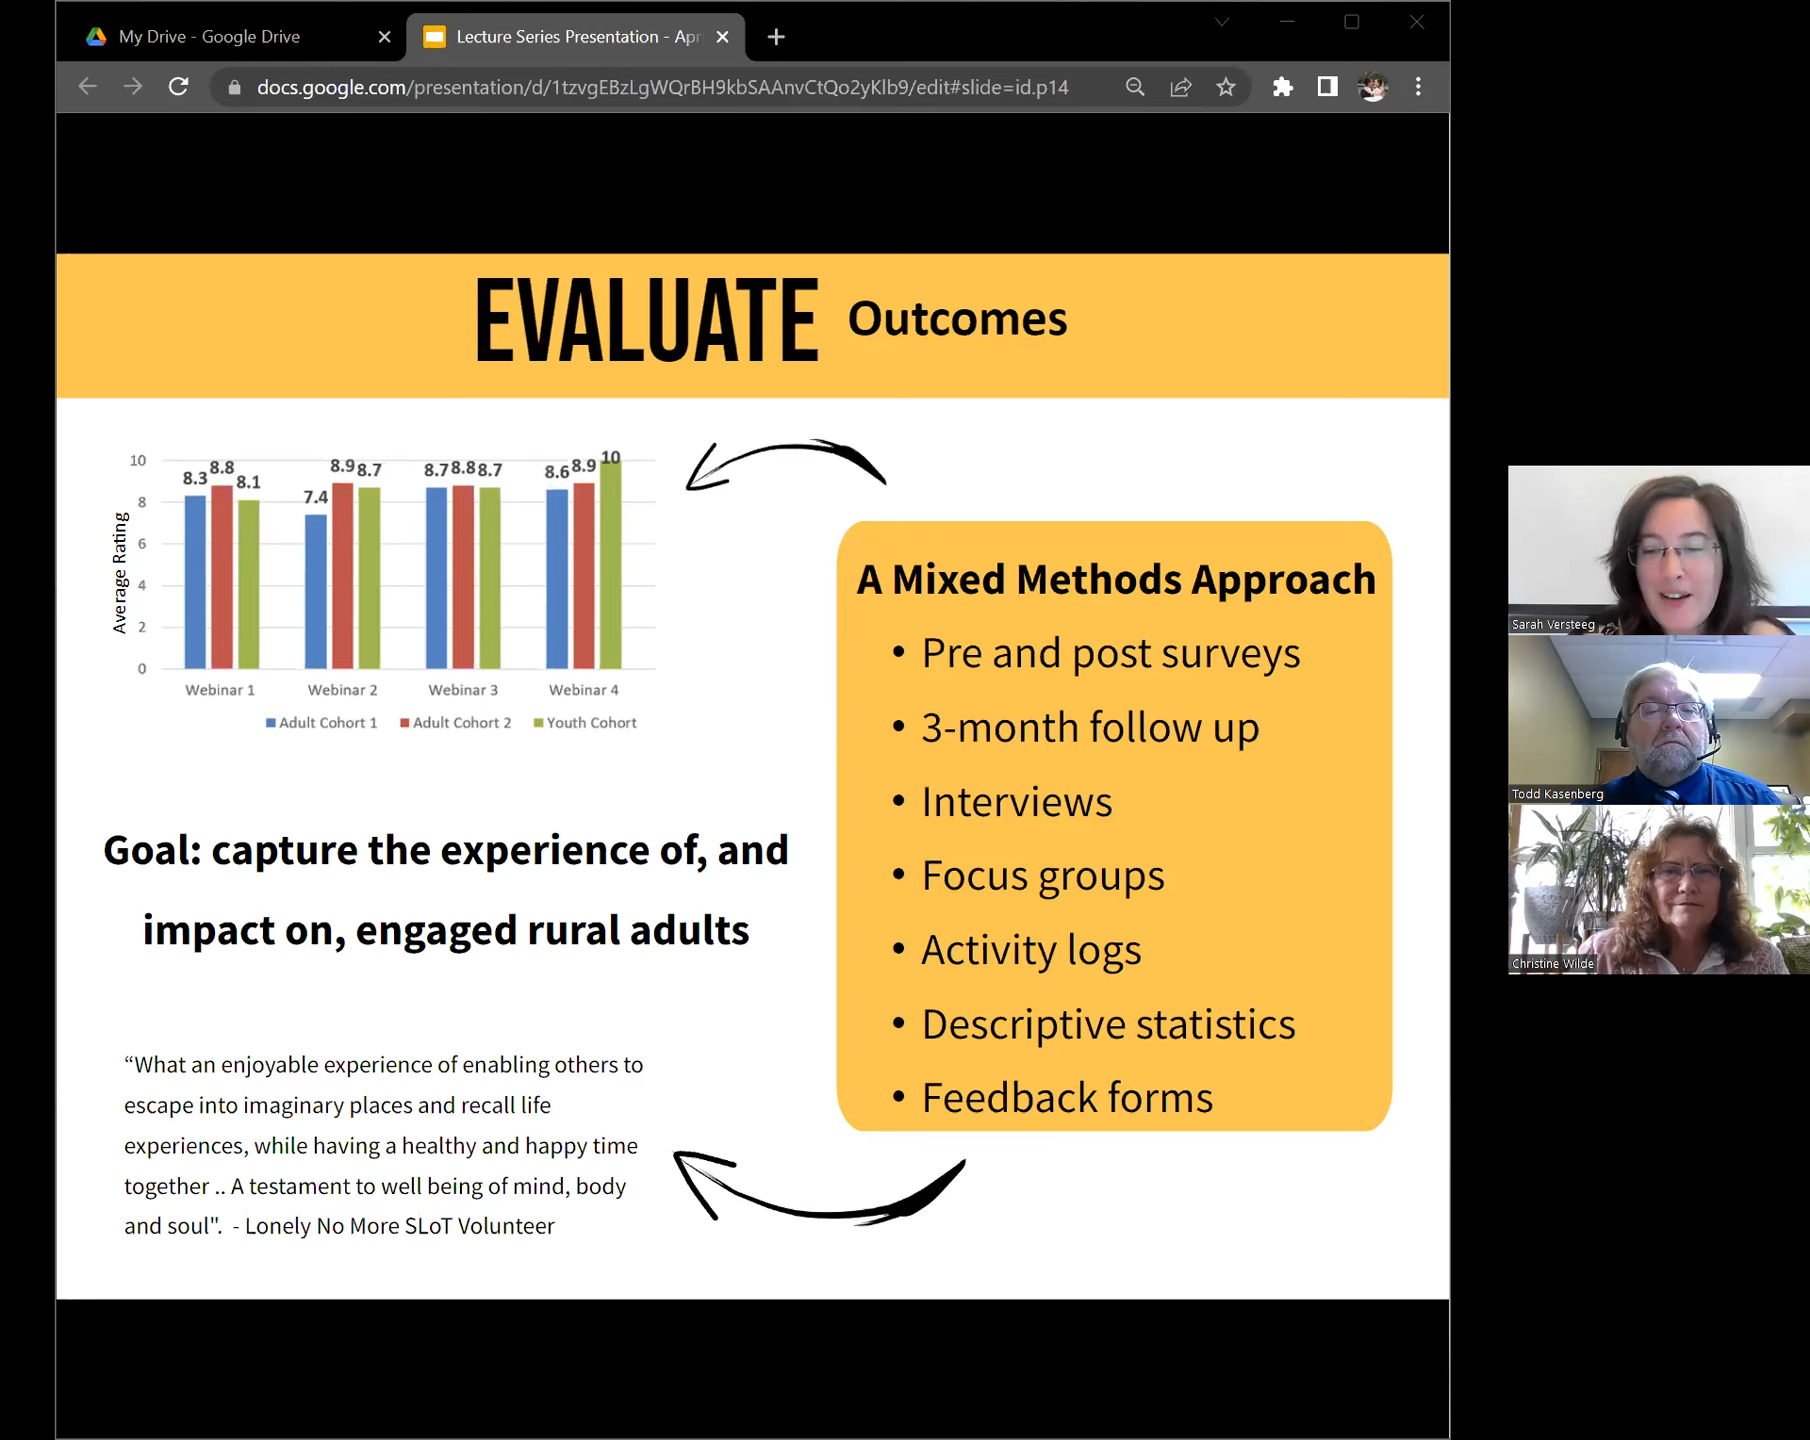 My Drive - Google Drive
Lecture Series Presentation - Apr
docs.google.com/presentation/d/1tzvgEBzLgWQrBH9kbSAAnvCtQo2yKlb9/edit#slide=id.p14
EVALUATE Outcomes
10
8
6
4
2
0
Average Rating
8.3 8.8 8.1
7.4 8.9 8.7
8.7 8.8 8.7
8.6 8.9 10
Webinar 1 Webinar 2 Webinar 3 Webinar 4
Adult Cohort 1 Adult Cohort 2 Youth Cohort
Goal: capture the experience of, and
impact on, engaged rural adults
“What an enjoyable experience of enabling others to
escape into imaginary places and recall life
experiences, while having a healthy and happy time
together .. A testament to well being of mind, body
and soul". - Lonely No More SLoT Volunteer
A Mixed Methods Approach
• Pre and post surveys
• 3-month follow up
• Interviews
• Focus groups
• Activity logs
• Descriptive statistics
• Feedback forms
Sarah Versteeg
Todd Kasenberg
Christine Wilde